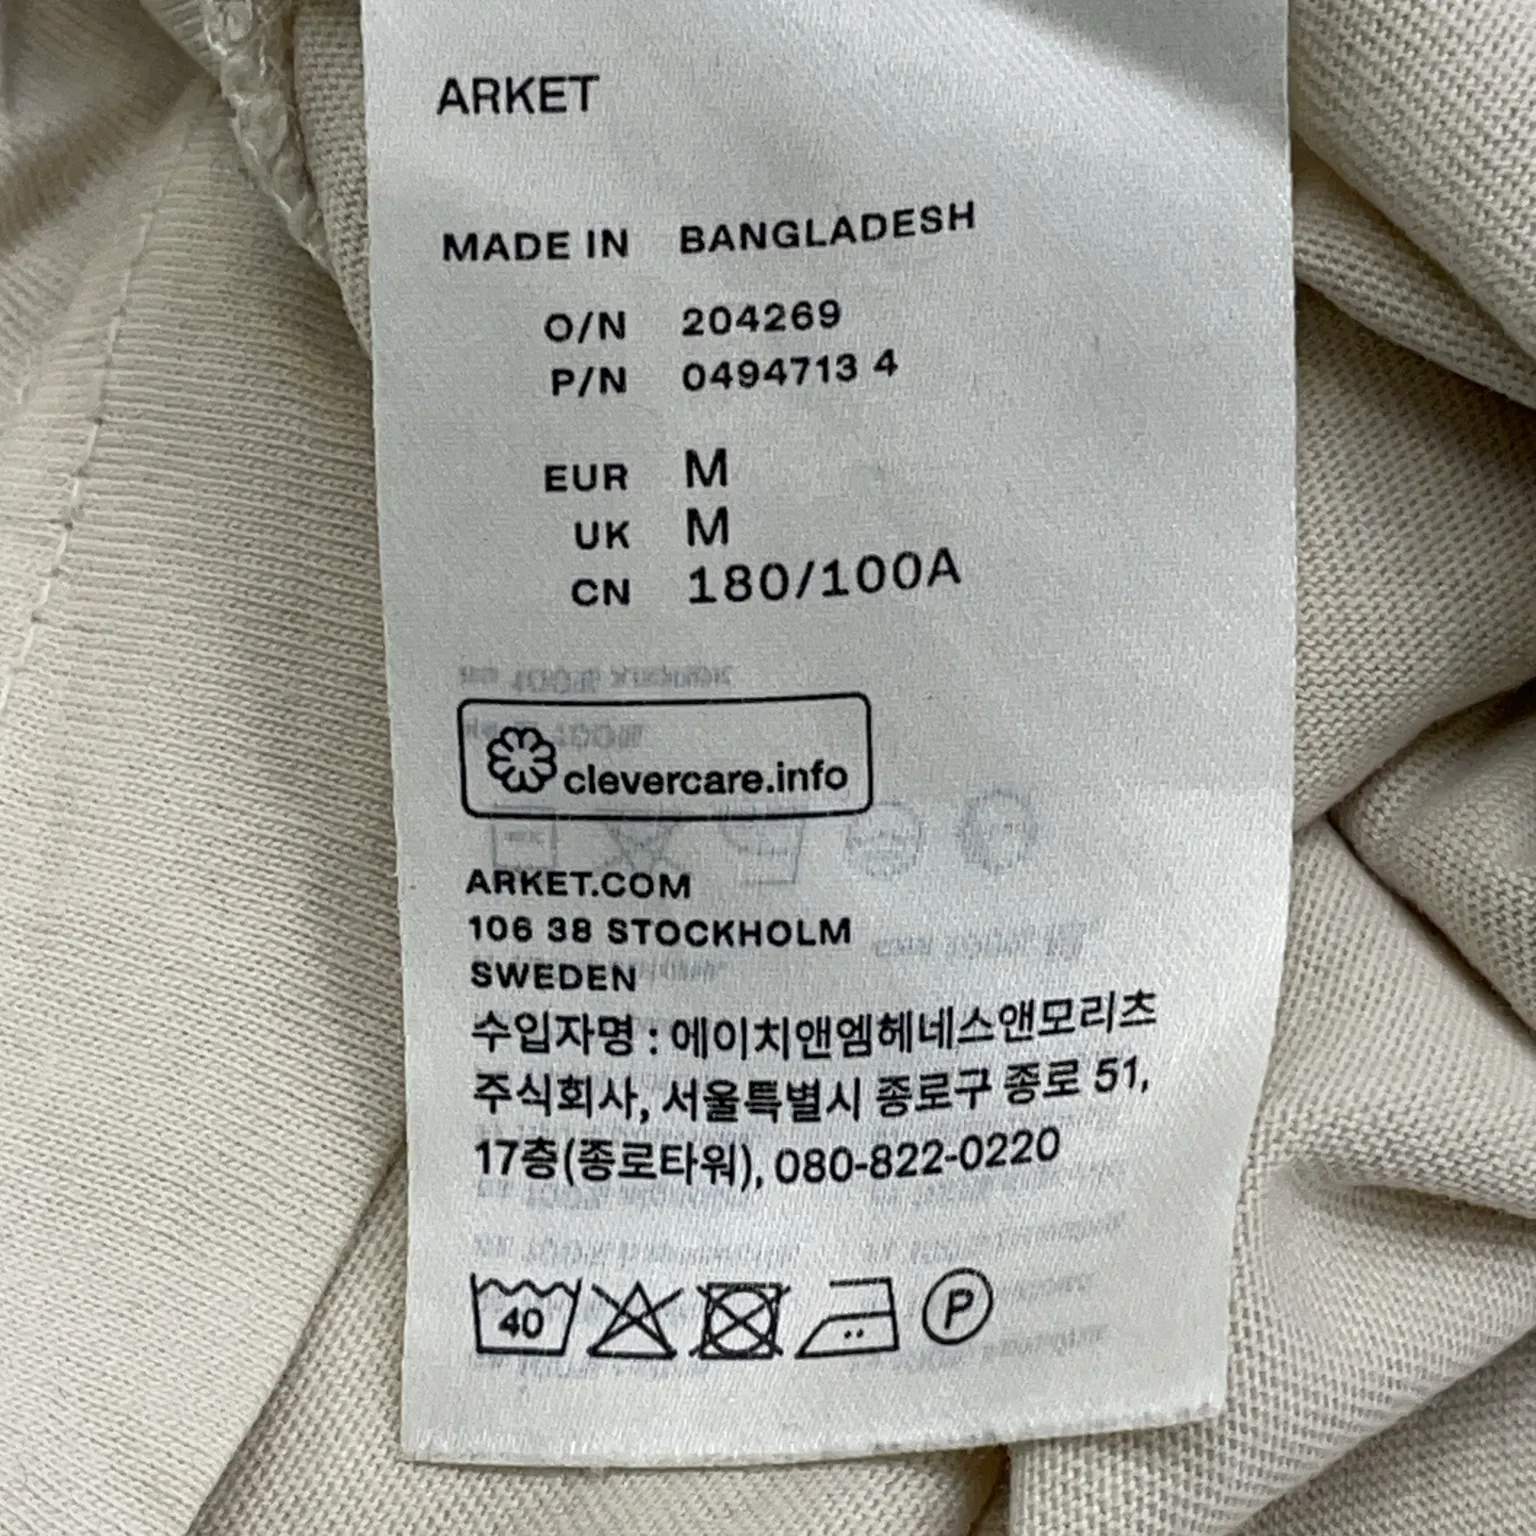 ARKET
MADE IN BANGLADESH
O/N 204269
P/N 0494713 4
EUR M
UK M
CN 180/100A
clevercare.info
ARKET.COM
106 38 STOCKHOLM
SWEDEN
수입자명 : 에이치앤엠헤네스앤모리츠
주식회사, 서울특별시 종로구 종로 51,
17층(종로타워), 080-822-0220
40
P